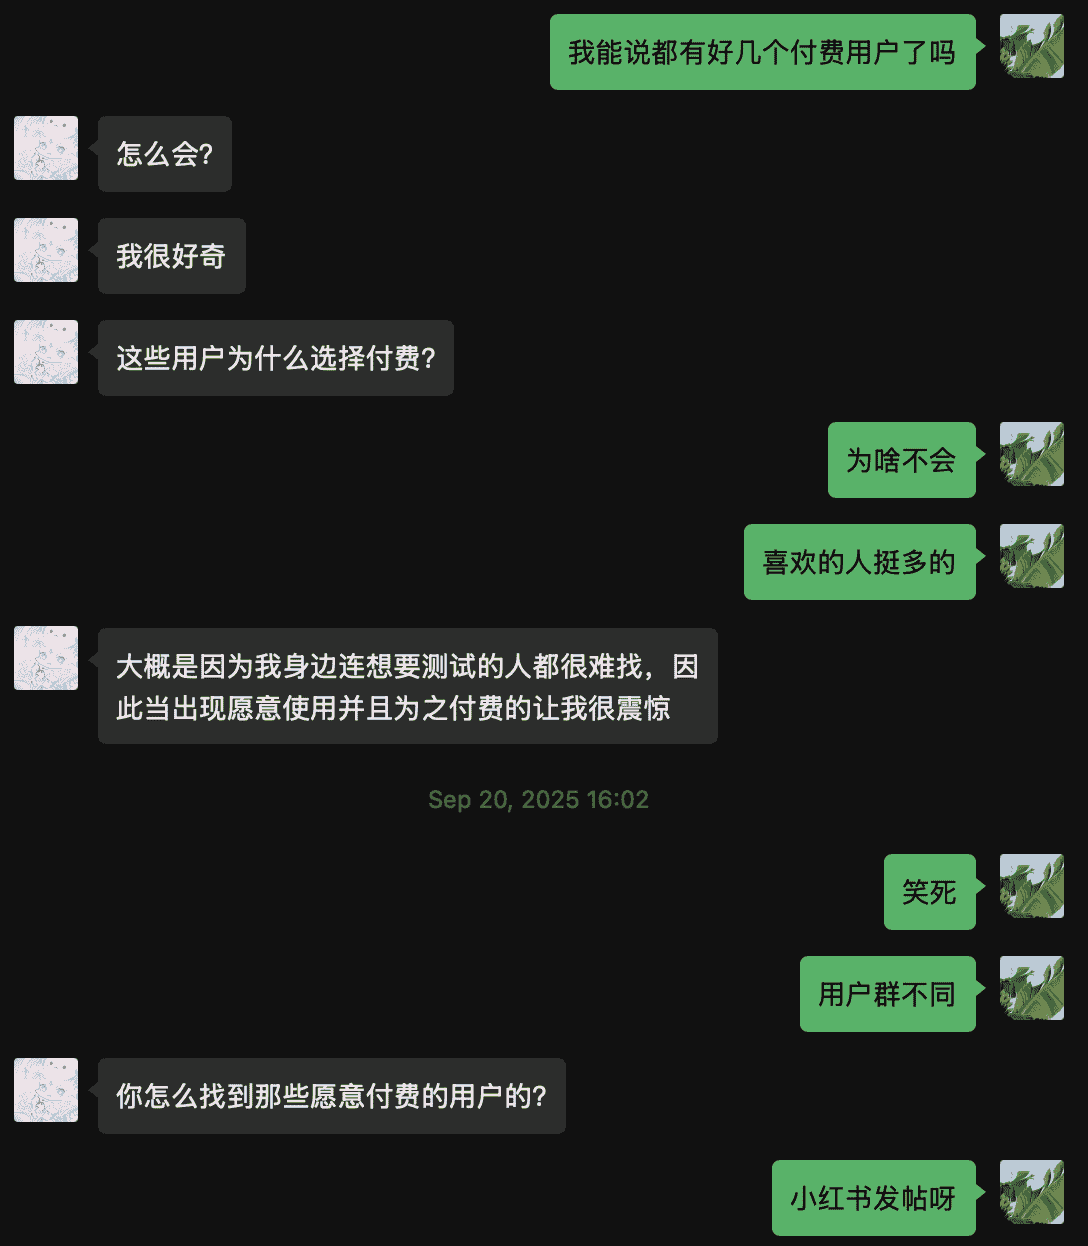 我能说都有好几个付费用户了吗
怎么会?
我很好奇
这些用户为什么选择付费?
为啥不会
喜欢的人挺多的
大概是因为我身边连想要测试的人都很难找，因
此当出现愿意使用并且为之付费的让我很震惊
Sep 20, 2025 16:02
笑死
用户群不同
你怎么找到那些愿意付费的用户的?
小红书发帖呀